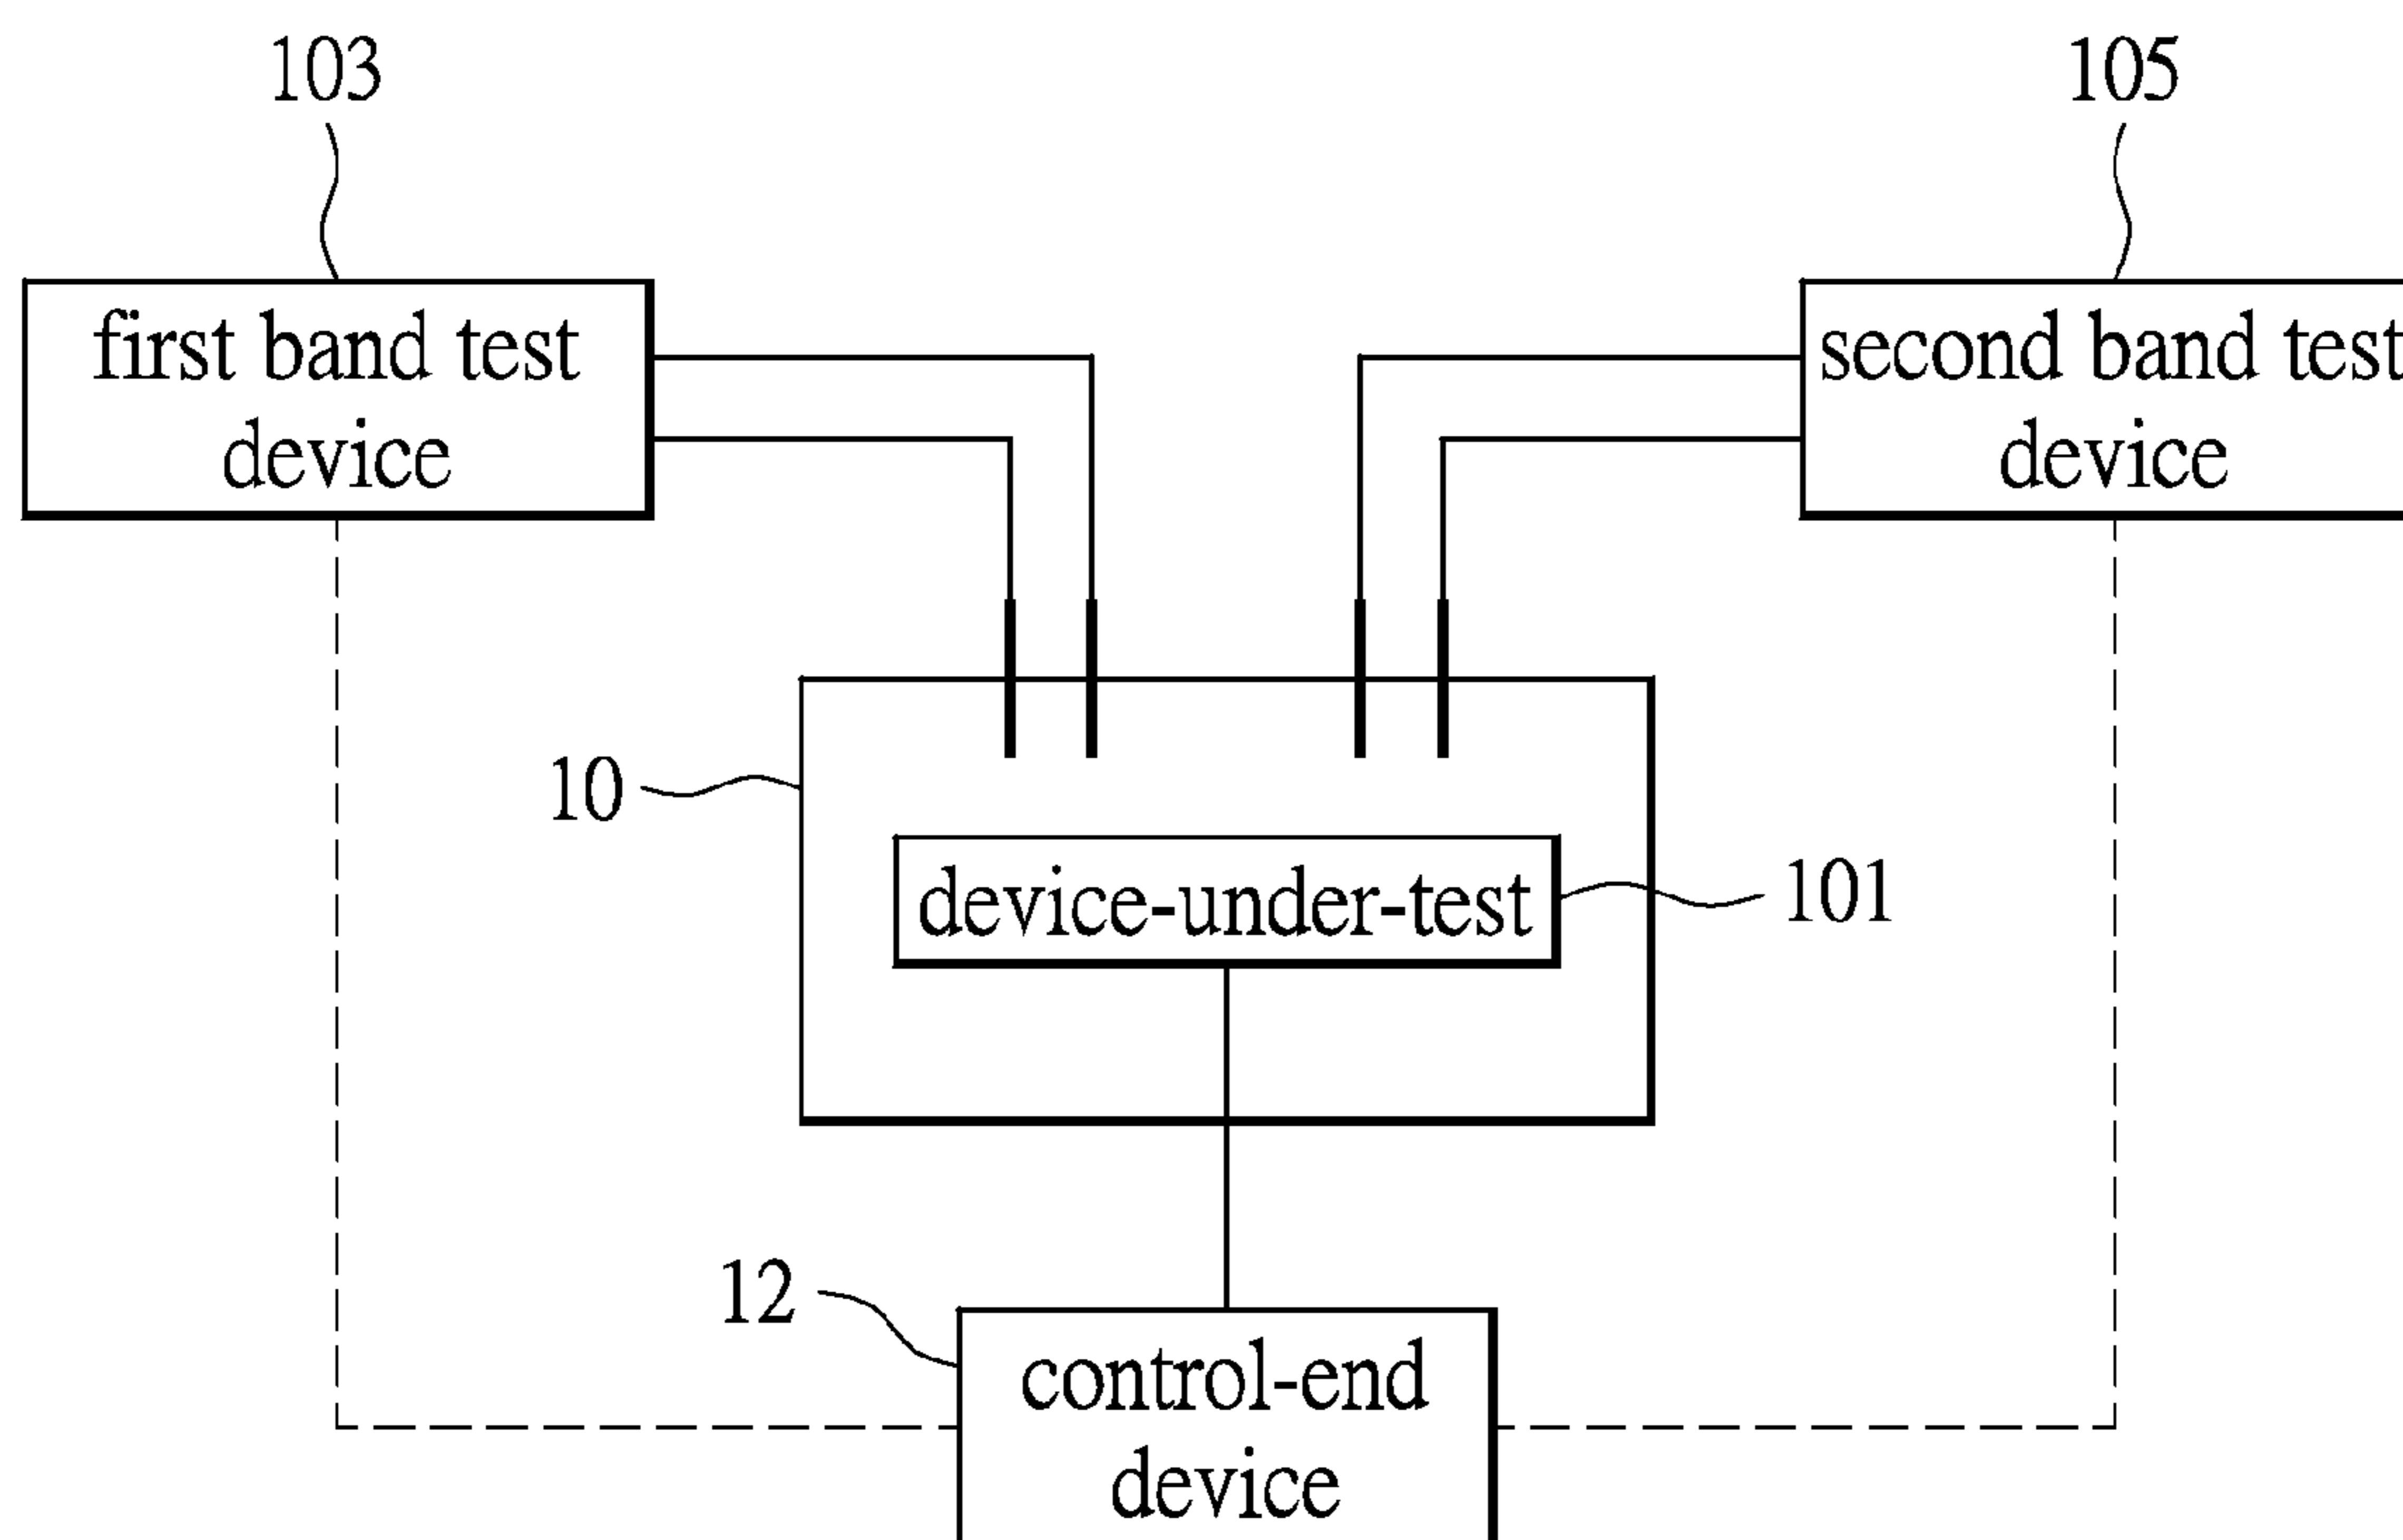 103
105
first band test
device
second band test
device
10
device-under-test
101
12
control-end
device